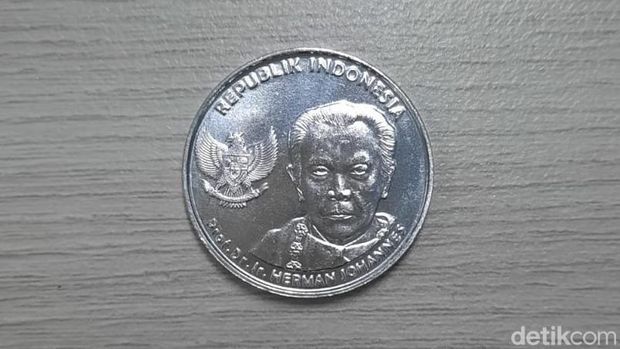 REPUBLIK INDONESIA
Prof. Dr. Ir. HERMAN JOHANNES
detikcom